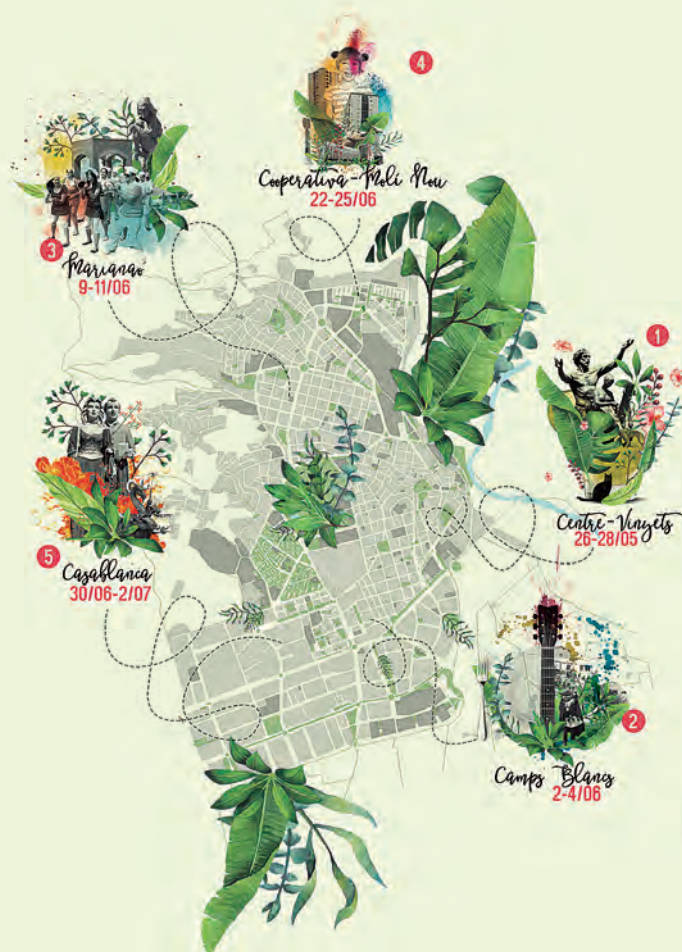 4
Cooperativa-Molí Nou
22-25/06
3
Marianao
9-11/06
1
Centre-Vinyets
26-28/05
5
Casablanca
30/06-2/07
2
Camps Blancs
2-4/06